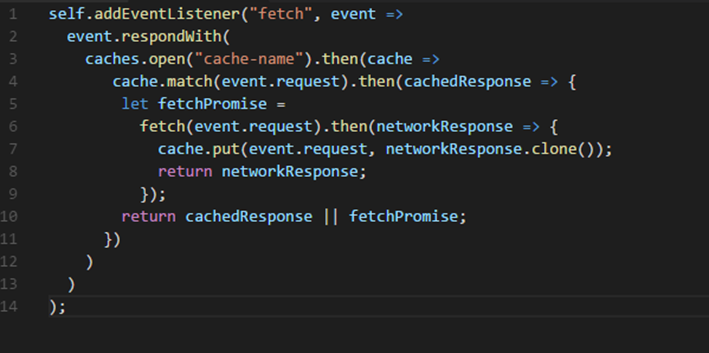 1 self.addEventListener("fetch", event =>
2 event.respondWith(
3 caches.open("cache-name").then(cache =>
4 cache.match(event.request).then(cachedResponse => {
5 let fetchPromise =
6 fetch(event.request).then(networkResponse => {
7 cache.put(event.request, networkResponse.clone());
8 return networkResponse;
9 });
10 return cachedResponse || fetchPromise;
11 })
12 )
13 )
14 );